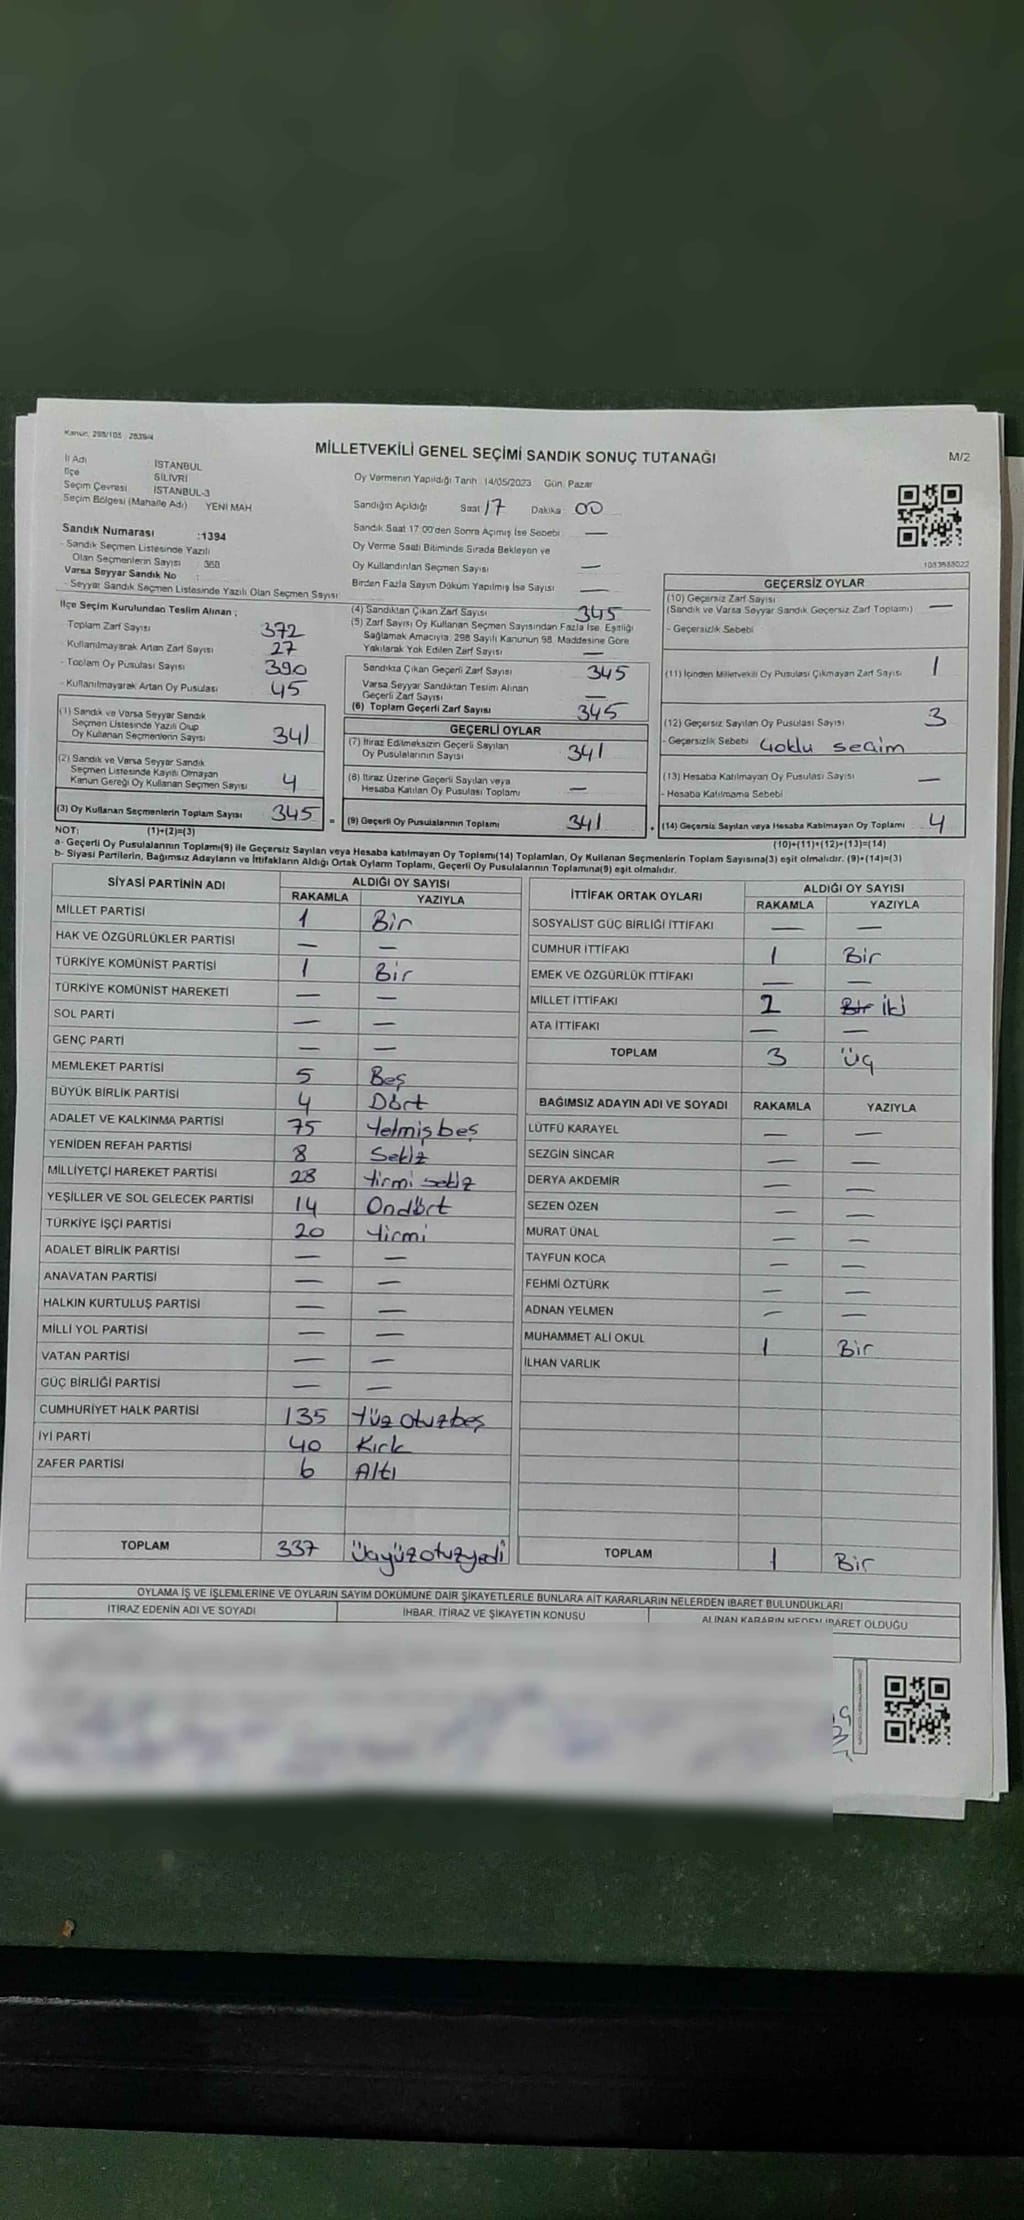 Kanun: 298/105 2839/4
MİLLETVEKİLİ GENEL SEÇİMİ SANDIK SONUÇ TUTANAĞI
M/2
İl Adı İSTANBUL
İlçe SİLİVRİ
Seçim Çevresi İSTANBUL-3
Seçim Bölgesi (Mahalle Adı) YENİ MAH
Sandık Numarası :1394
- Sandık Seçmen Listesinde Yazılı
Olan Seçmenlerin Sayısı : 368
Varsa Seyyar Sandık No :
- Seyyar Sandık Seçmen Listesinde Yazılı Olan Seçmen Sayısı
İlçe Seçim Kurulundan Teslim Alınan ;
- Toplam Zarf Sayısı 372
- Kullanılmayarak Artan Zarf Sayısı 27
- Toplam Oy Pusulası Sayısı 390
- Kullanılmayarak Artan Oy Pusulası 45
(1) Sandık ve Varsa Seyyar Sandık
Seçmen Listesinde Yazılı Olup
Oy Kullanan Seçmenlerin Sayısı 341
(2) Sandık ve Varsa Seyyar Sandık
Seçmen Listesinde Kaydı Olmayan
Kanun Gereği Oy Kullanan Seçmen Sayısı 4
(3) Oy Kullanan Seçmenlerin Toplam Sayısı 345
Oy Vermenin Yapıldığı Tarih 14/05/2023 Gün: Pazar
Sandığın Açıldığı Saat 17 Dakika 00
Sandık Saat 17:00'den Sonra Açılmış İse Sebebi —
Oy Verme Saati Bitiminde Sırada Bekleyen ve
Oy Kullandırılan Seçmen Sayısı —
Birden Fazla Sayım Döküm Yapılmış İse Sayısı —
(4) Sandıktan Çıkan Zarf Sayısı 345
(5) Zarf Sayısı Oy Kullanan Seçmen Sayısından Fazla İse, Eşitliği
Sağlamak Amacıyla, 298 Sayılı Kanunun 98. Maddesine Göre
Yakılarak Yok Edilen Zarf Sayısı —
Sandıkta Çıkan Geçerli Zarf Sayısı 345
Varsa Seyyar Sandıktan Teslim Alınan
Geçerli Zarf Sayısı —
(6) Toplam Geçerli Zarf Sayısı 345
GEÇERLİ OYLAR
(7) İtiraz Edilmeksizin Geçerli Sayılan
Oy Pusulalarının Sayısı 341
(8) İtiraz Üzerine Geçerli Sayılan veya
Hesaba Katılan Oy Pusulası Toplamı —
(9) Geçerli Oy Pusulalarının Toplamı 341
GEÇERSİZ OYLAR
(10) Geçersiz Zarf Sayısı
(Sandık ve Varsa Seyyar Sandık Geçersiz Zarf Toplamı) —
- Geçersizlik Sebebi
(11) İçinden Milletvekili Oy Pusulası Çıkmayan Zarf Sayısı 1
(12) Geçersiz Sayılan Oy Pusulası Sayısı 3
- Geçersizlik Sebebi Çoklu seçim
(13) Hesaba Katılmayan Oy Pusulası Sayısı —
- Hesaba Katılmama Sebebi
(14) Geçersiz Sayılan veya Hesaba Katılmayan Oy Toplamı 4
NOT: (1)+(2)=(3) (10)+(11)+(12)+(13)=(14)
a- Geçerli Oy Pusulalarının Toplamı(9) ile Geçersiz Sayılan veya Hesaba katılmayan Oy Toplamı(14) Toplamları, Oy Kullanan Seçmenlerin Toplam Sayısına(3) eşit olmalıdır. (9)+(14)=(3)
b- Siyasi Partilerin, Bağımsız Adayların ve İttifakların Aldığı Ortak Oyların Toplamı, Geçerli Oy Pusulalarının Toplamına(9) eşit olmalıdır.
SİYASİ PARTİNİN ADI ALDIĞI OY SAYISI
RAKAMLA YAZIYLA
MİLLET PARTİSİ 1 Bir
HAK VE ÖZGÜRLÜKLER PARTİSİ — —
TÜRKİYE KOMÜNİST PARTİSİ 1 Bir
TÜRKİYE KOMÜNİST HAREKETİ — —
SOL PARTİ — —
GENÇ PARTİ — —
MEMLEKET PARTİSİ 5 Beş
BÜYÜK BİRLİK PARTİSİ 4 Dört
ADALET VE KALKINMA PARTİSİ 75 Yetmiş beş
YENİDEN REFAH PARTİSİ 8 Sekiz
MİLLİYETÇİ HAREKET PARTİSİ 28 Yirmi sekiz
YEŞİLLER VE SOL GELECEK PARTİSİ 14 Ondört
TÜRKİYE İŞÇİ PARTİSİ 20 Yirmi
ADALET BİRLİK PARTİSİ — —
ANAVATAN PARTİSİ — —
HALKIN KURTULUŞ PARTİSİ — —
MİLLİ YOL PARTİSİ — —
VATAN PARTİSİ — —
GÜÇ BİRLİĞİ PARTİSİ — —
CUMHURİYET HALK PARTİSİ 135 Yüz otuzbeş
İYİ PARTİ 40 Kırk
ZAFER PARTİSİ 6 Altı
TOPLAM 337 Üçyüzotuzyedi
İTTİFAK ORTAK OYLARI ALDIĞI OY SAYISI
RAKAMLA YAZIYLA
SOSYALİST GÜÇ BİRLİĞİ İTTİFAKI — —
CUMHUR İTTİFAKI 1 Bir
EMEK VE ÖZGÜRLÜK İTTİFAKI — —
MİLLET İTTİFAKI 2 Bir iki
ATA İTTİFAKI — —
TOPLAM 3 Üç
BAĞIMSIZ ADAYIN ADI VE SOYADI RAKAMLA YAZIYLA
LÜTFÜ KARAYEL — —
SEZGİN SİNCAR — —
DERYA AKDEMİR — —
SEZEN ÖZEN — —
MURAT ÜNAL — —
TAYFUN KOCA — —
FEHMİ ÖZTÜRK — —
ADNAN YELMEN — —
MUHAMMET ALİ OKUL 1 Bir
İLHAN VARLIK
TOPLAM 1 Bir
OYLAMA İŞ VE İŞLEMLERİNE VE OYLARIN SAYIM DÖKÜMÜNE DAİR ŞİKAYETLERLE BUNLARA AİT KARARLARIN NELERDEN İBARET BULUNDUKLARI
İTİRAZ EDENİN ADI VE SOYADI İHBAR, İTİRAZ VE ŞİKAYETİN KONUSU ALINAN KARARIN NEDEN İBARET OLDUĞU